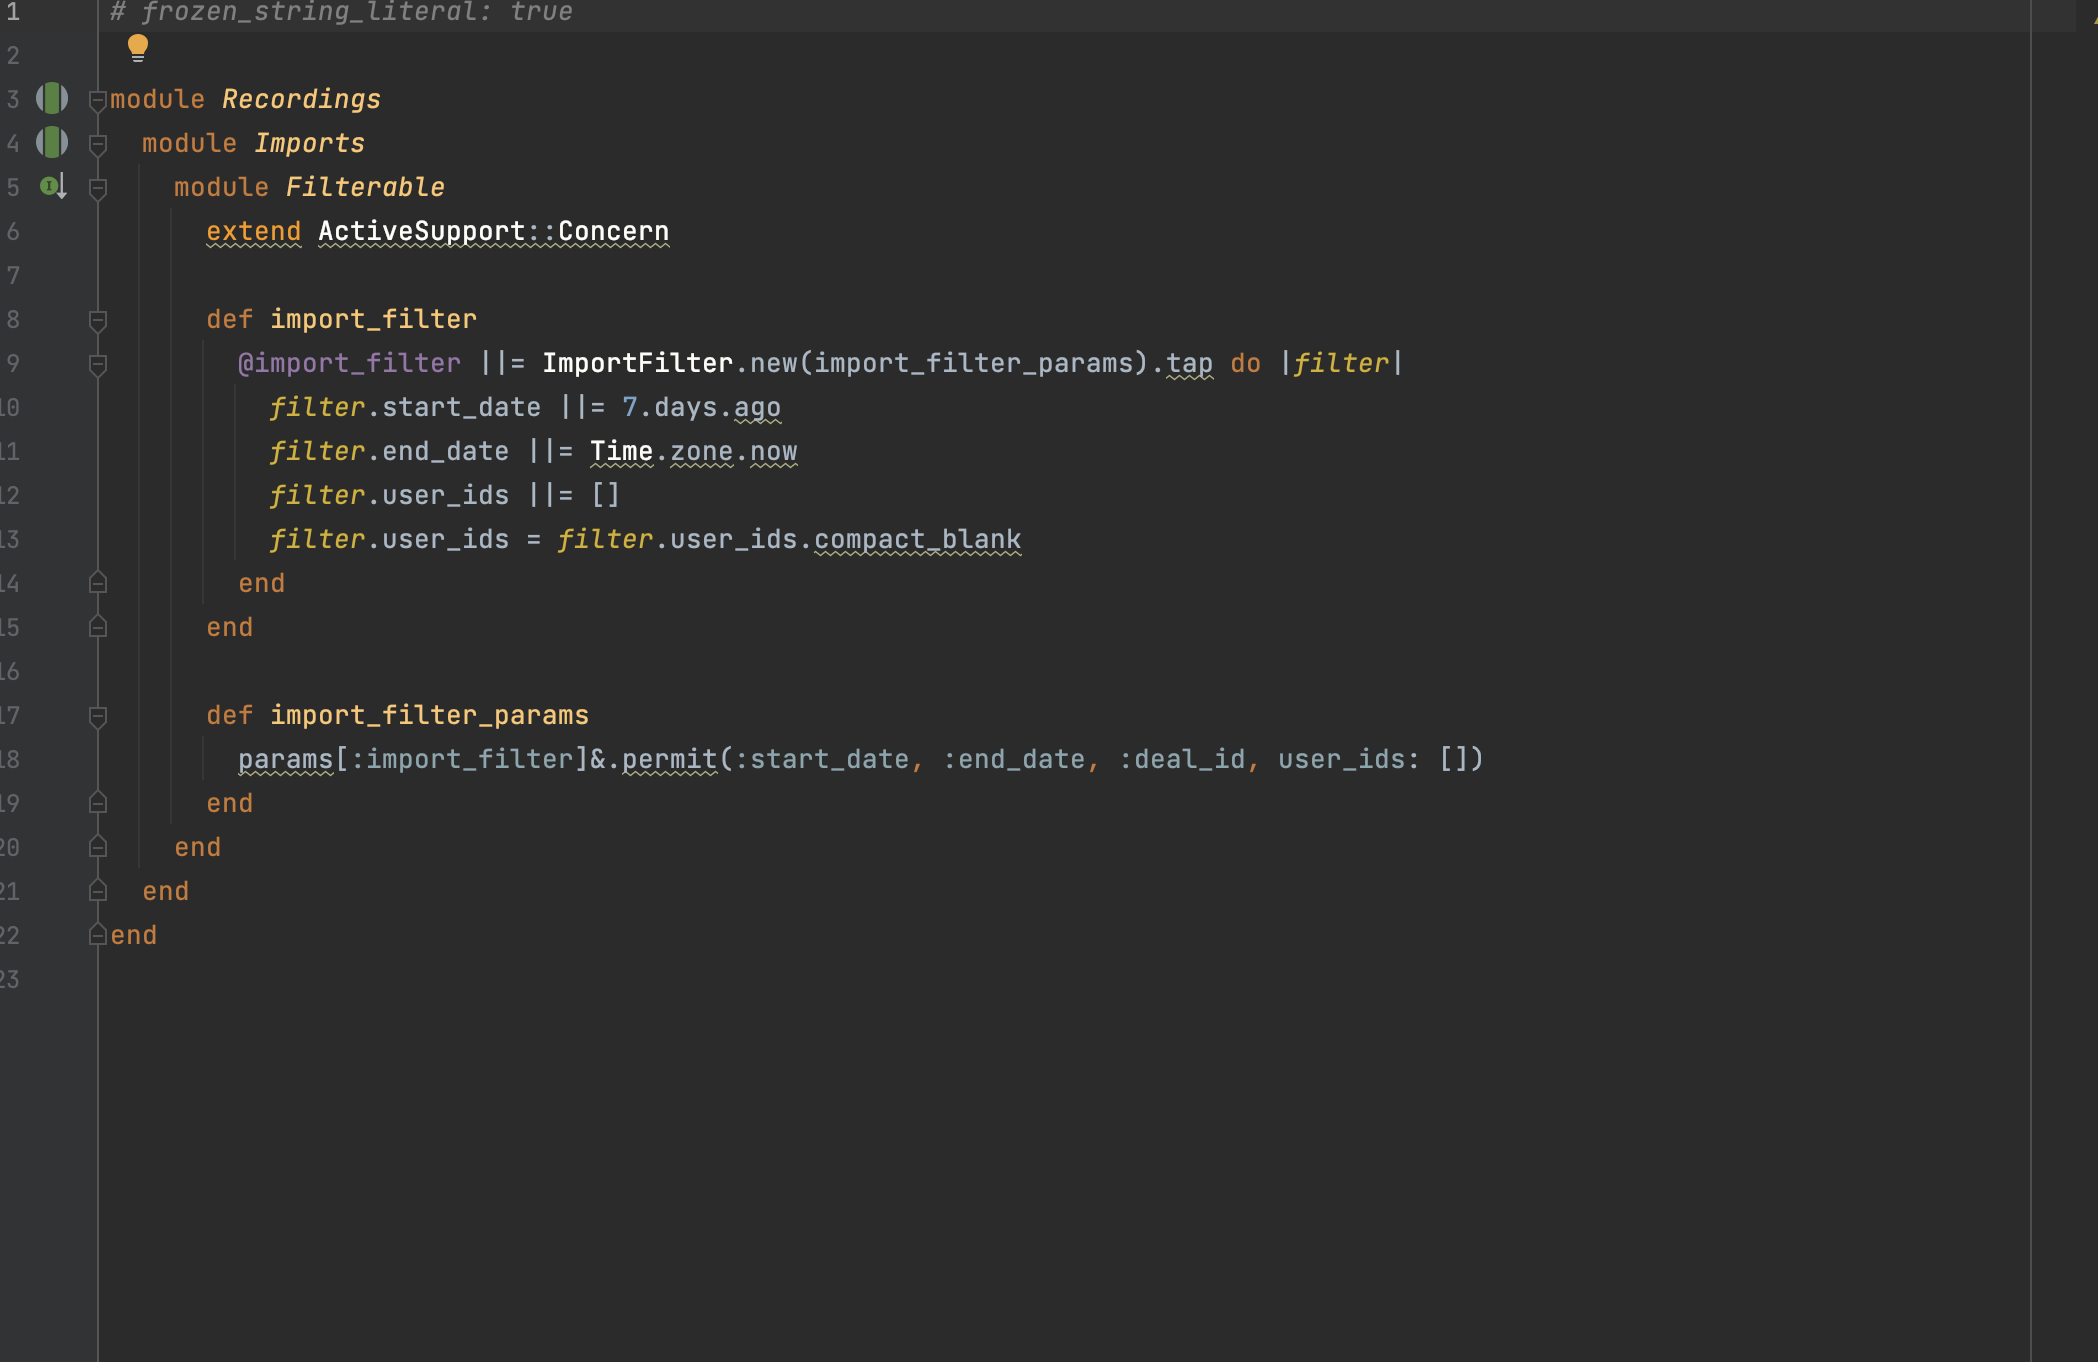 1 # frozen_string_literal: true
2
3 module Recordings
4 module Imports
5 module Filterable
6 extend ActiveSupport::Concern
7
8 def import_filter
9 @import_filter ||= ImportFilter.new(import_filter_params).tap do |filter|
10 filter.start_date ||= 7.days.ago
11 filter.end_date ||= Time.zone.now
12 filter.user_ids ||= []
13 filter.user_ids = filter.user_ids.compact_blank
14 end
15 end
16
17 def import_filter_params
18 params[:import_filter]&.permit(:start_date, :end_date, :deal_id, user_ids: [])
19 end
20 end
21 end
22 end
23